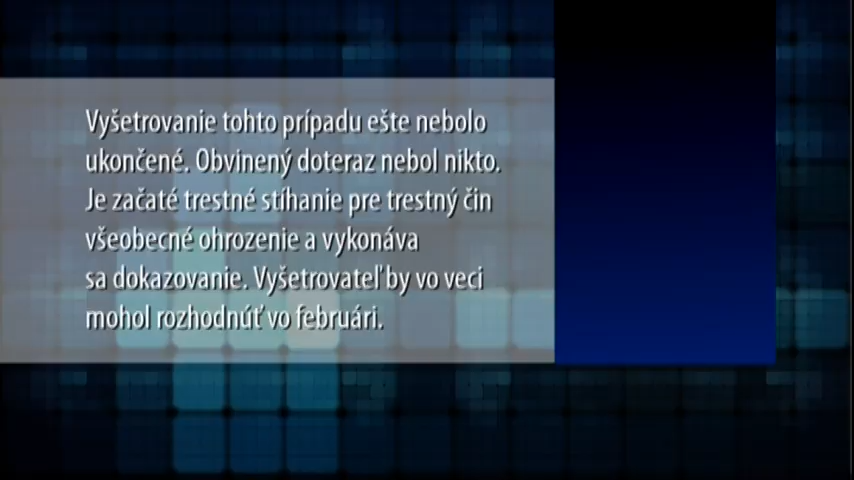 Vyšetrovanie tohto prípadu ešte nebolo
ukončené. Obvinený doteraz nebol nikto.
Je začaté trestné stíhanie pre trestný čin
všeobecné ohrozenie a vykonáva
sa dokazovanie. Vyšetrovateľ by vo veci
mohol rozhodnúť vo februári.